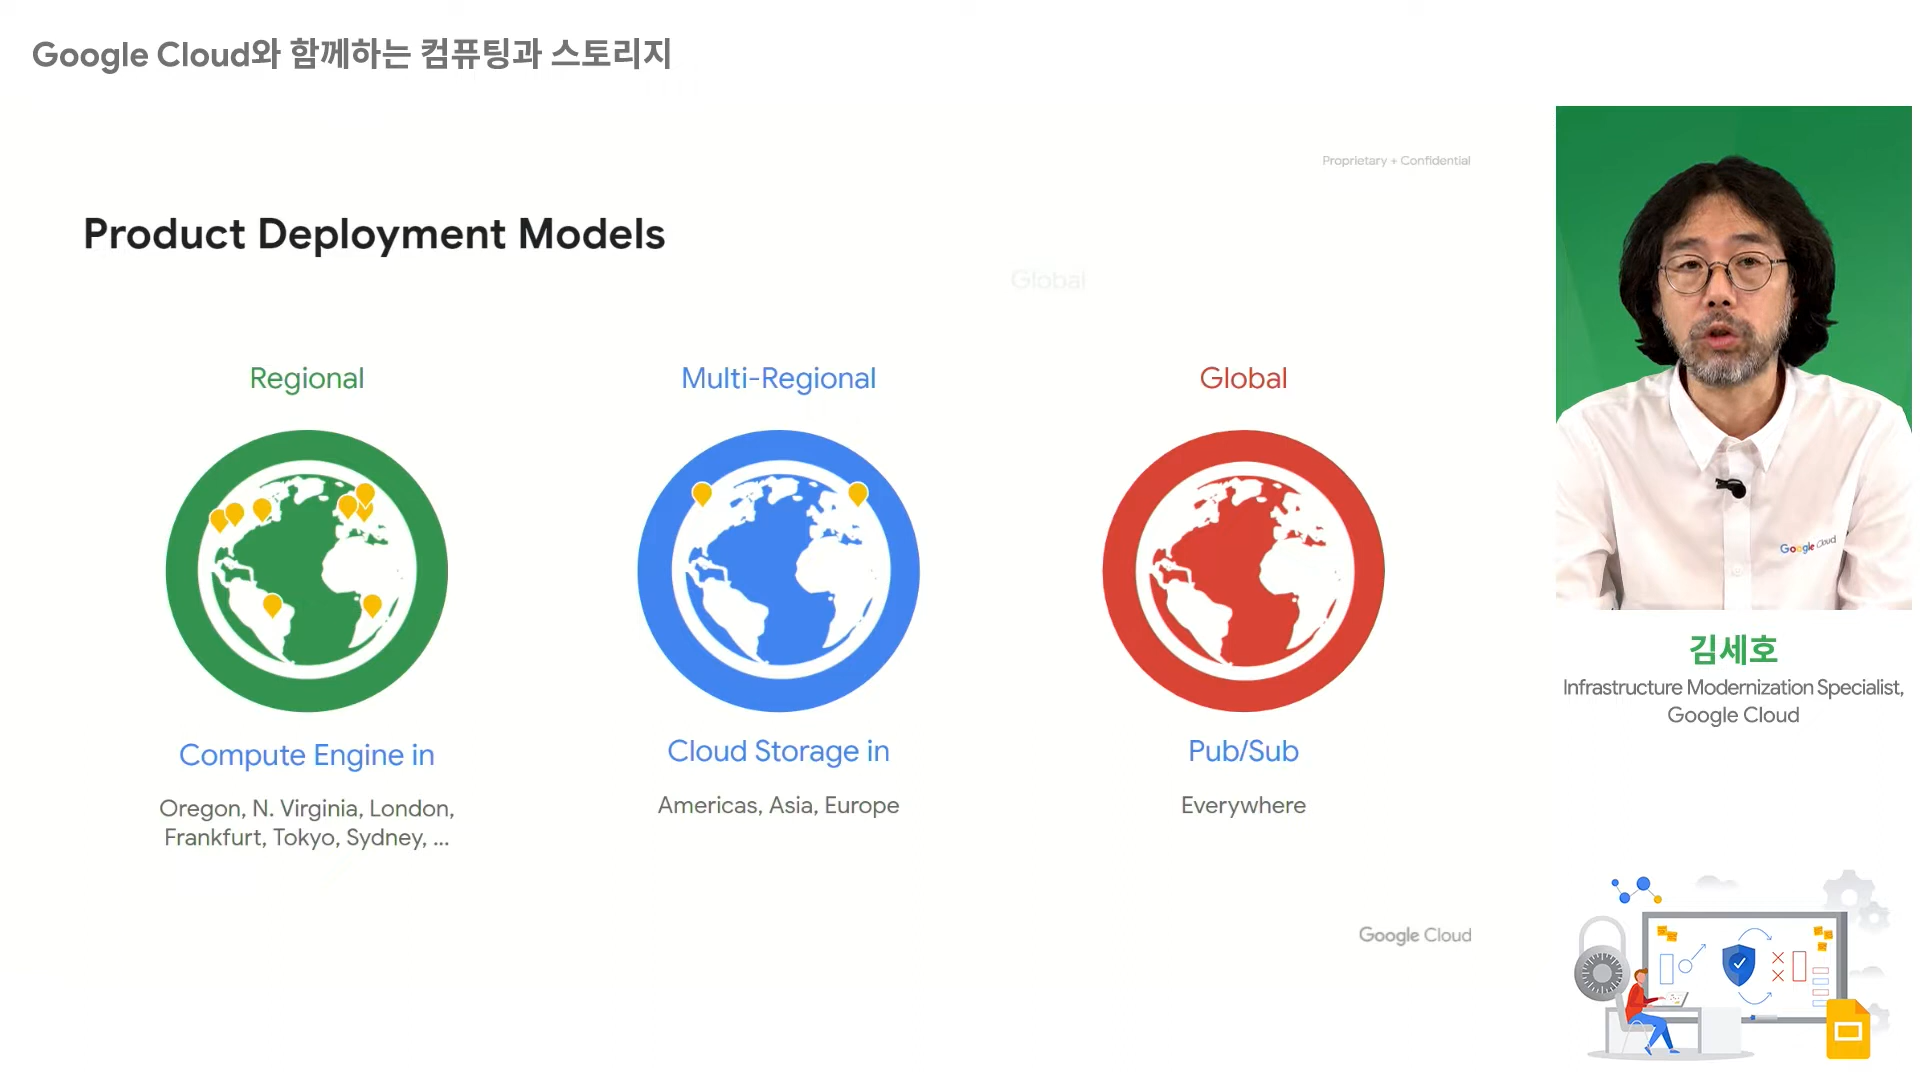 Google Cloud와 함께하는 컴퓨팅과 스토리지
Proprietary + Confidential
Product Deployment Models
Global
Regional
Multi-Regional
Global
Compute Engine in
Oregon, N. Virginia, London,
Frankfurt, Tokyo, Sydney, ...
Cloud Storage in
Americas, Asia, Europe
Pub/Sub
Everywhere
Google Cloud
Google Cloud
김세호
Infrastructure Modernization Specialist,
Google Cloud